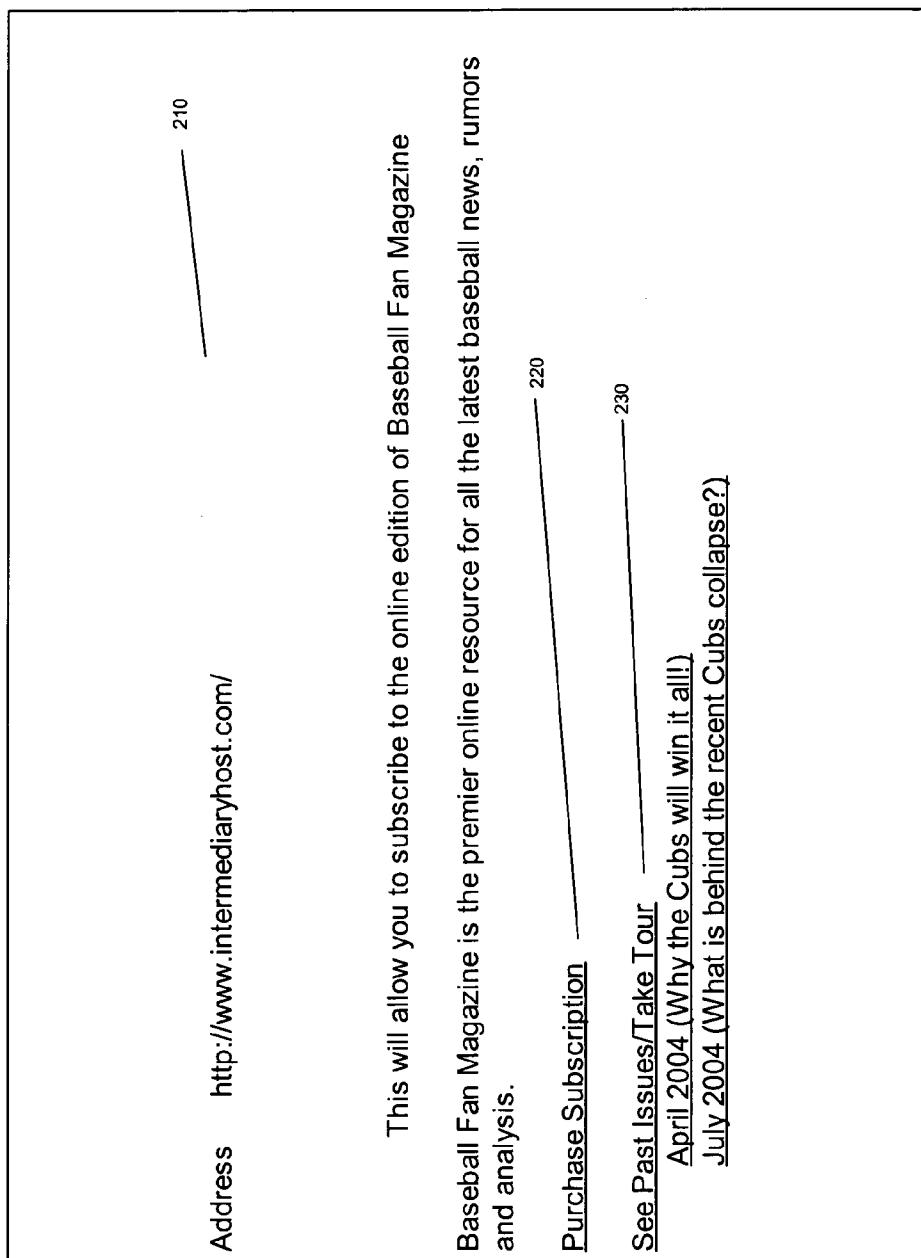 210
Address http://www.intermediaryhost.com/
This will allow you to subscribe to the online edition of Baseball Fan Magazine
Baseball Fan Magazine is the premier online resource for all the latest baseball news, rumors
and analysis.
220
Purchase Subscription
230
See Past Issues/Take Tour
April 2004 (Why the Cubs will win it all!)
July 2004 (What is behind the recent Cubs collapse?)